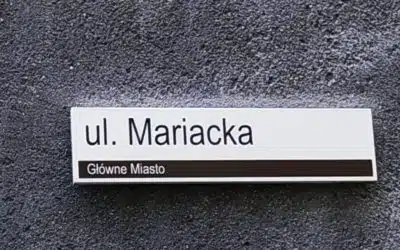 ul. Mariacka
Główne Miasto